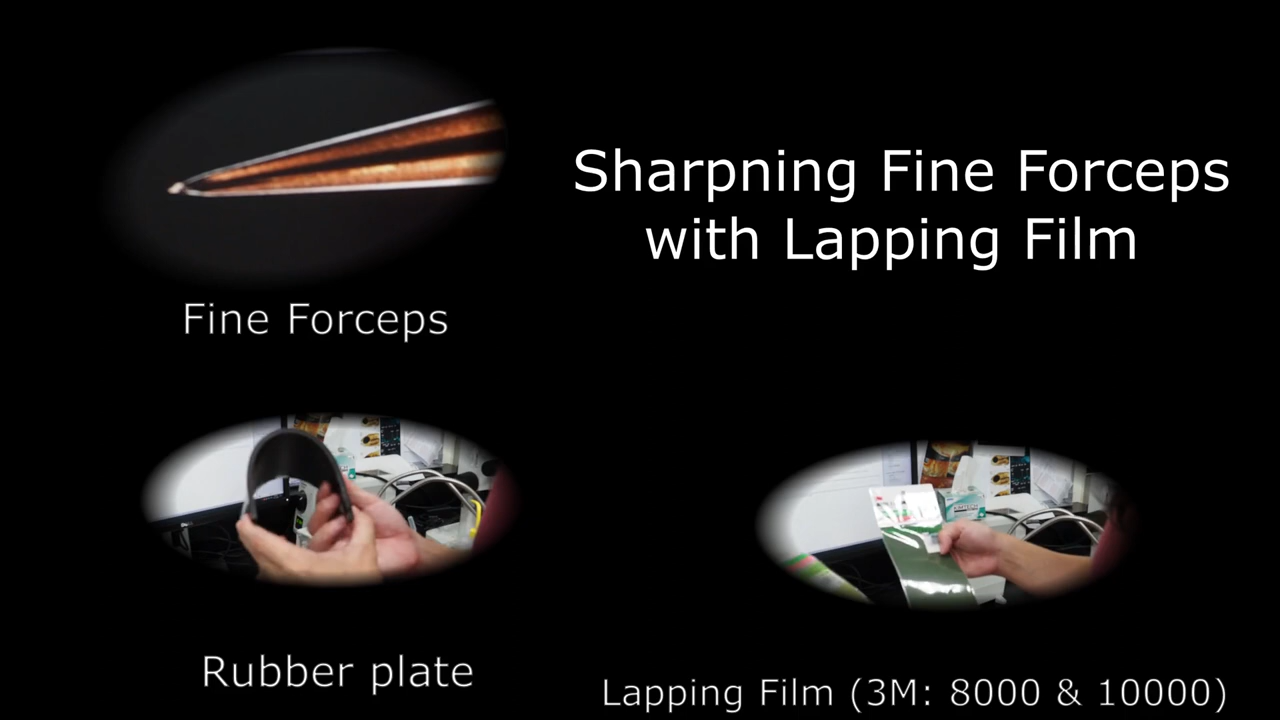 Sharpning Fine Forceps
with Lapping Film
Fine Forceps
Rubber plate
Lapping Film (3M: 8000 & 10000)